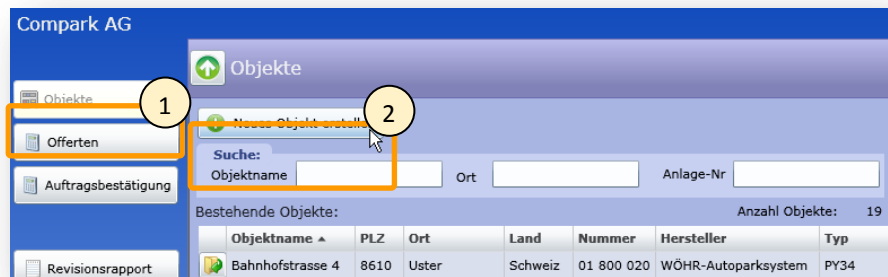 Compark AG
Objekte
Objekte
1
2
Neues Objekt erstelle
Offerten
Suche:
Objektname
Ort
Anlage-Nr
Auftragsbestätigung
Bestehende Objekte:
Anzahl Objekte: 19
Objektname PLZ Ort Land Nummer Hersteller Typ
Revisionsrapport
Bahnhofstrasse 4 8610 Uster Schweiz 01 800 020 WÖHR-Autoparksystem PY34